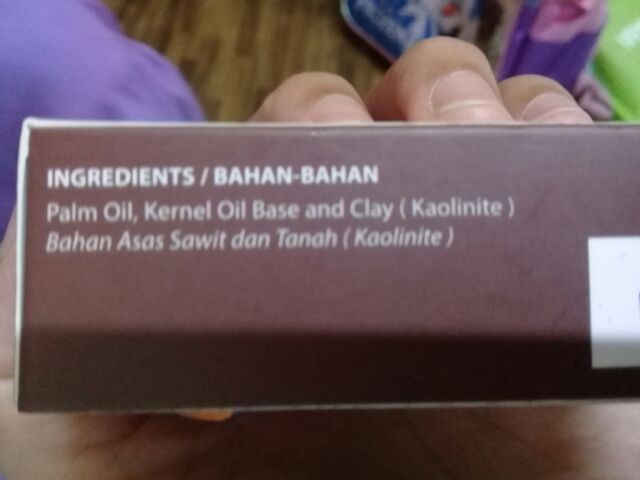 INGREDIENTS / BAHAN-BAHAN
Palm Oil, Kernel Oil Base and Clay ( Kaolinite )
Bahan Asas Sawit dan Tanah ( Kaolinite )